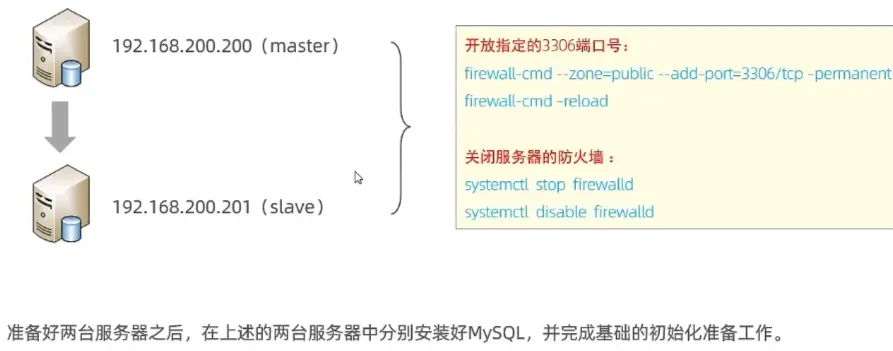 192.168.200.200（master）
192.168.200.201（slave）
开放指定的3306端口号：
firewall-cmd --zone=public --add-port=3306/tcp -permanent
firewall-cmd -reload
关闭服务器的防火墙：
systemctl stop firewalld
systemctl disable firewalld
准备好两台服务器之后，在上述的两台服务器中分别安装好MySQL，并完成基础的初始化准备工作。